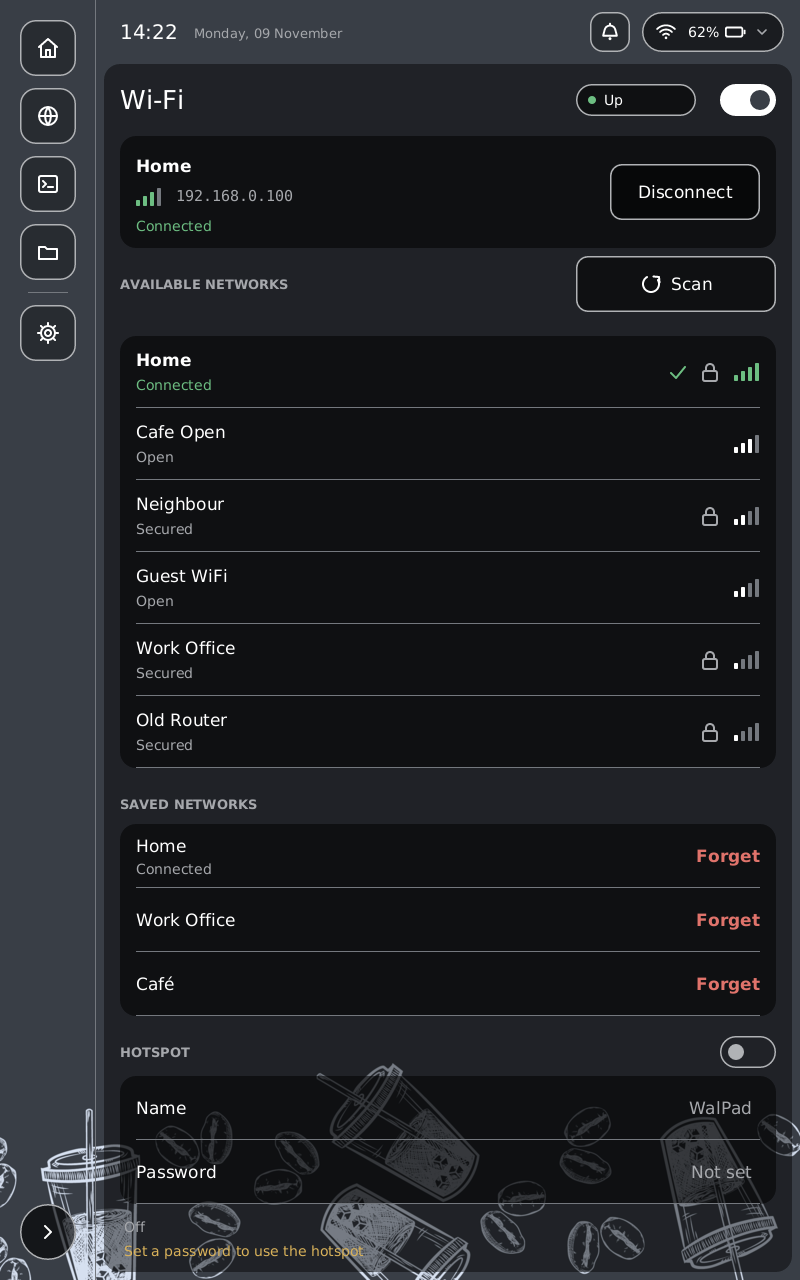 14:22 Monday, 09 November 62%
Wi-Fi Up
Home
192.168.0.100
Connected
Disconnect
AVAILABLE NETWORKS Scan
Home
Connected
Cafe Open
Open
Neighbour
Secured
Guest WiFi
Open
Work Office
Secured
Old Router
Secured
SAVED NETWORKS
Home
Connected
Forget
Work Office Forget
Café Forget
HOTSPOT
Name WalPad
Password Not set
Off
Set a password to use the hotspot